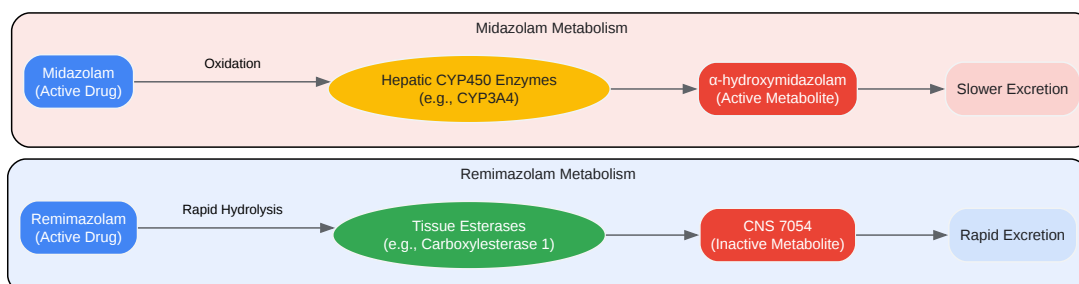 Midazolam Metabolism
Midazolam
(Active Drug)
Oxidation
Hepatic CYP450 Enzymes
(e.g., CYP3A4)
α-hydroxymidazolam
(Active Metabolite)
Slower Excretion
Remimazolam Metabolism
Remimazolam
(Active Drug)
Rapid Hydrolysis
Tissue Esterases
(e.g., Carboxylesterase 1)
CNS 7054
(Inactive Metabolite)
Rapid Excretion